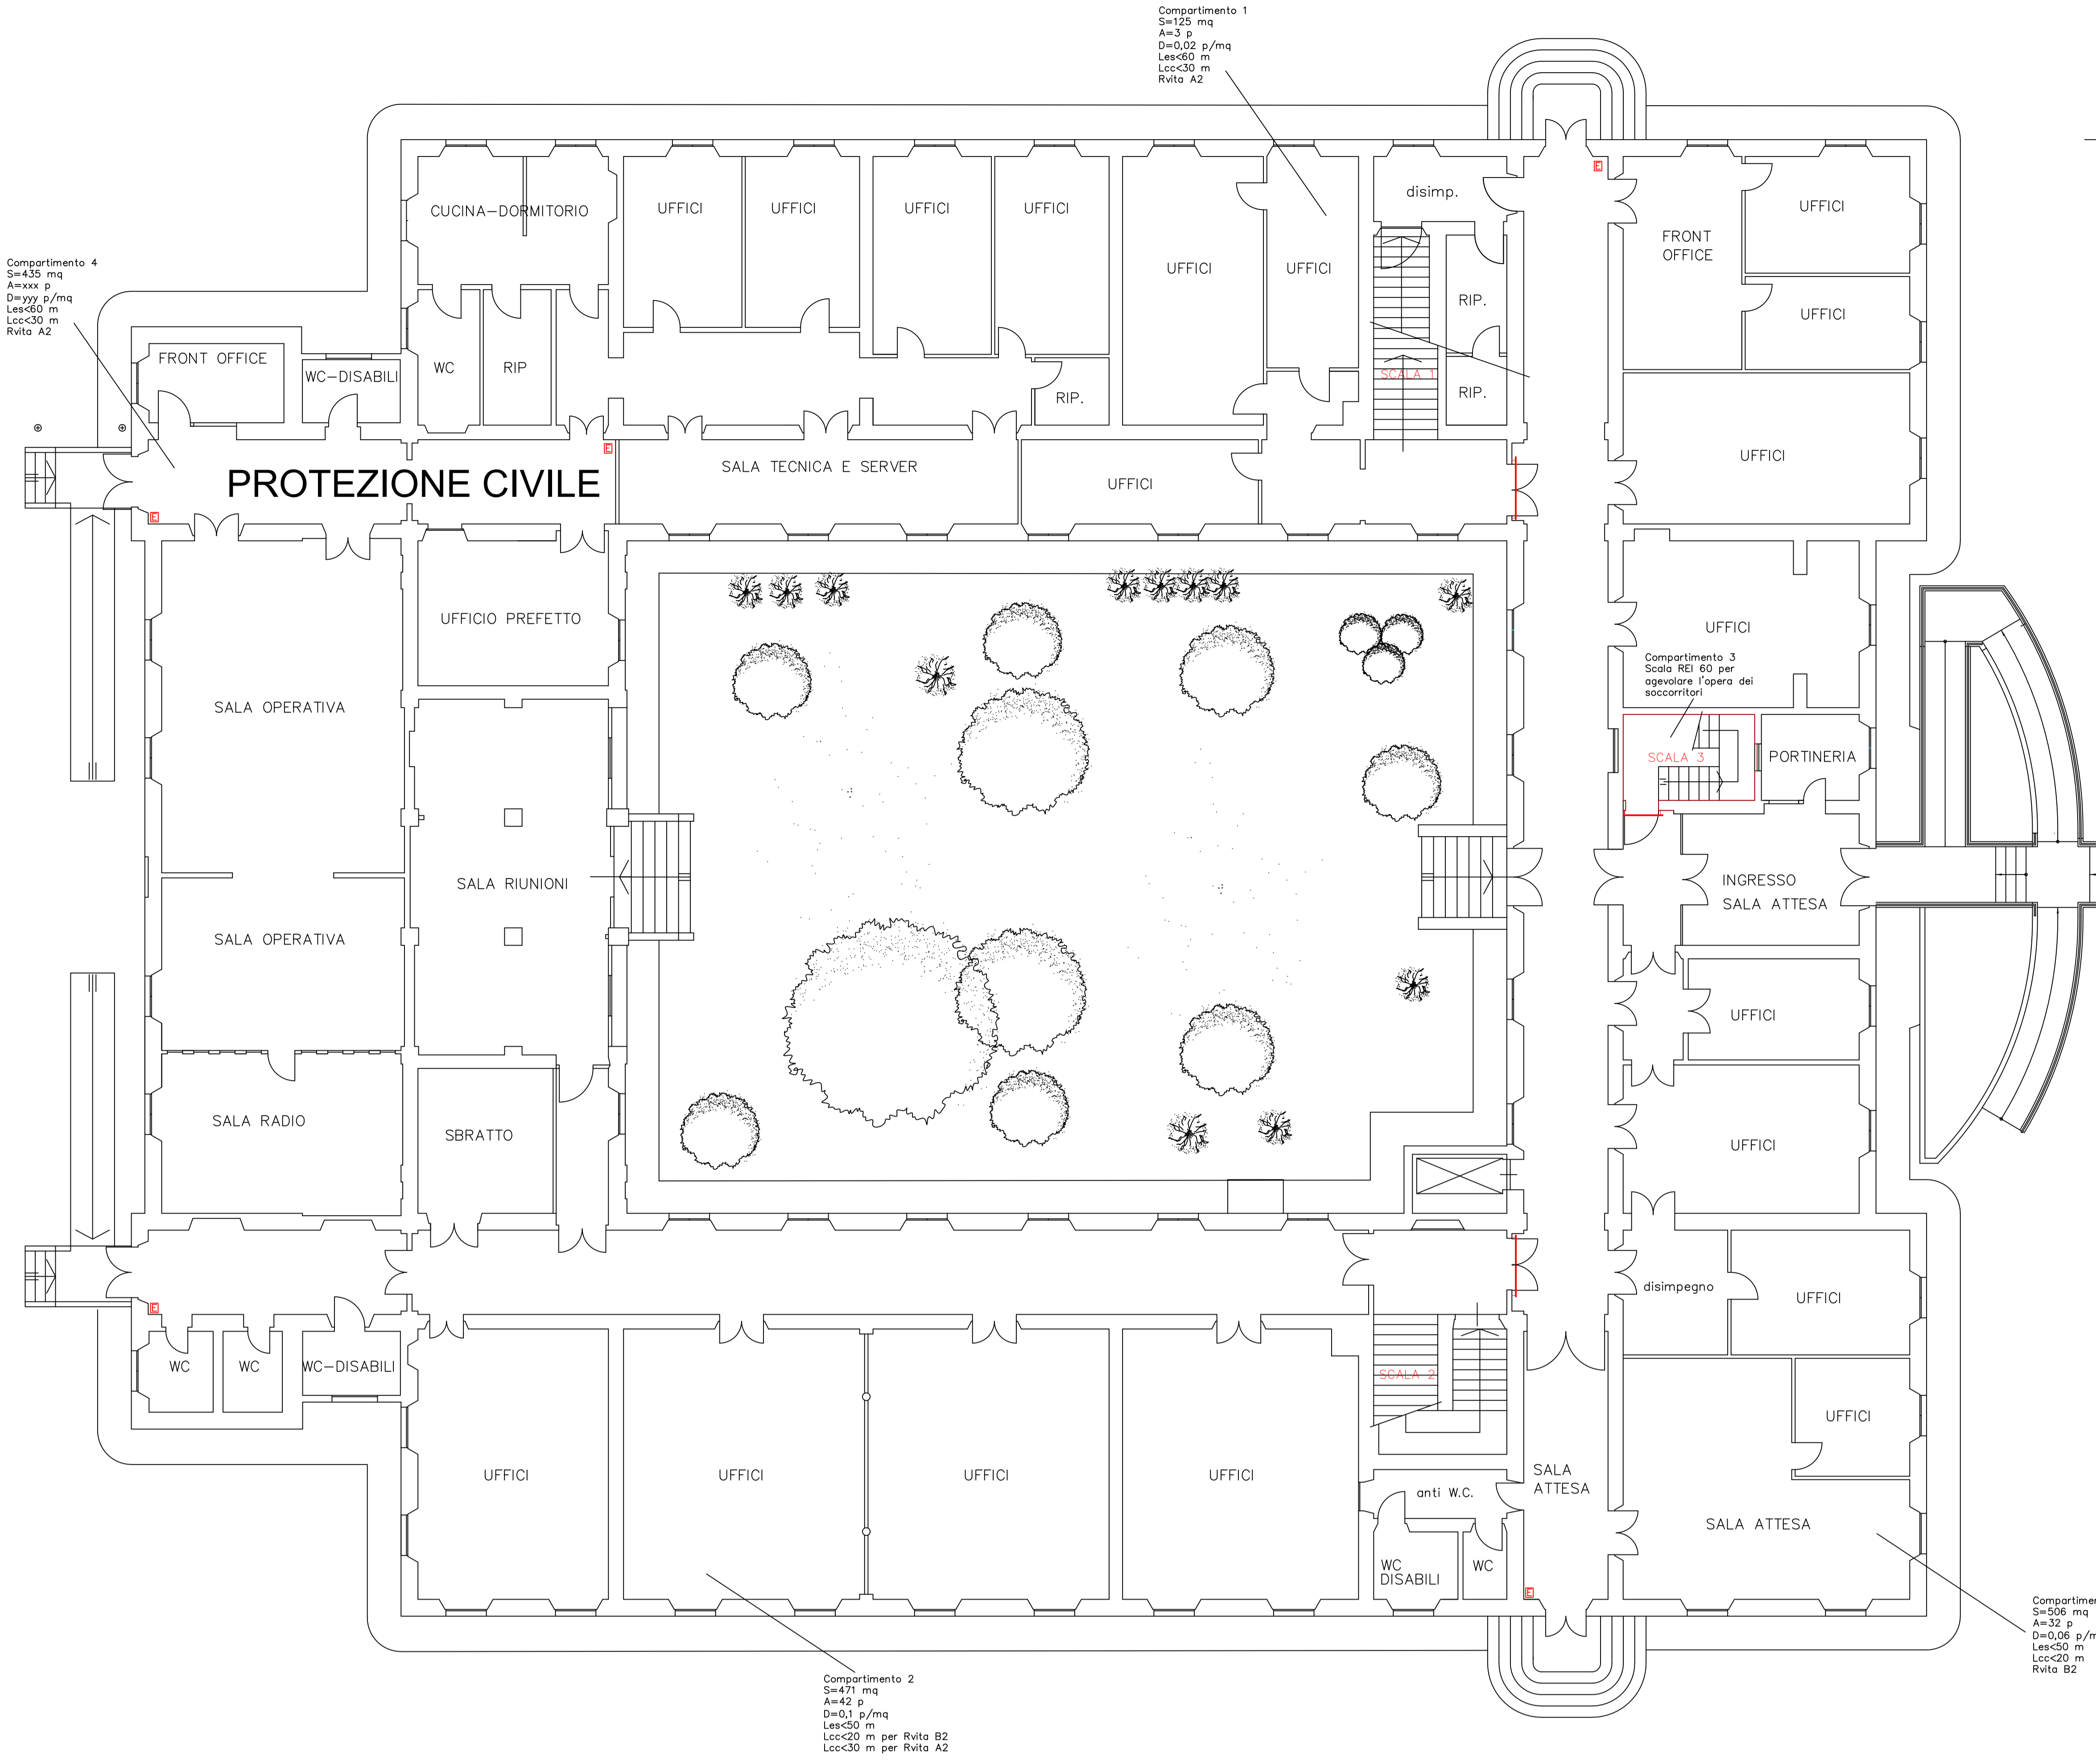 Compartimento 1
S=125 mq
A=3 p
D=0,02 p/mq
Les<60 m
Lcc<30 m
Rvita A2
disimp.
CUCINA-DORMITORIO
UFFICI
UFFICI
UFFICI
UFFICI
UFFICI
UFFICI
UFFICI
FRONT
OFFICE
UFFICI
RIP.
RIP.
SCALA 1
Compartimento 4
S=435 mq
A=xxx p
D=yyy p/mq
Les<60 m
Lcc<30 m
Rvita A2
FRONT OFFICE
WC-DISABILI
WC
RIP
RIP.
E
E
E
PROTEZIONE CIVILE
SALA TECNICA E SERVER
UFFICI
UFFICI
UFFICIO PREFETTO
UFFICI
Compartimento 3
Scala REI 60 per
agevolare l'opera dei
soccorritori
SALA OPERATIVA
SCALA 3
PORTINERIA
SALA RIUNIONI
INGRESSO
SALA ATTESA
SALA OPERATIVA
UFFICI
SALA RADIO
SBRATTO
UFFICI
disimpegno
UFFICI
E
WC
WC
WC-DISABILI
SCALA 2
UFFICI
UFFICI
UFFICI
UFFICI
UFFICI
SALA
ATTESA
anti W.C.
SALA ATTESA
WC
DISABILI
WC
E
Compartimen
S=506 mq
A=32 p
D=0,06 p/m
Les<50 m
Lcc<20 m
Rvita B2
Compartimento 2
S=471 mq
A=42 p
D=0,1 p/mq
Les<50 m
Lcc<20 m per Rvita B2
Lcc<30 m per Rvita A2